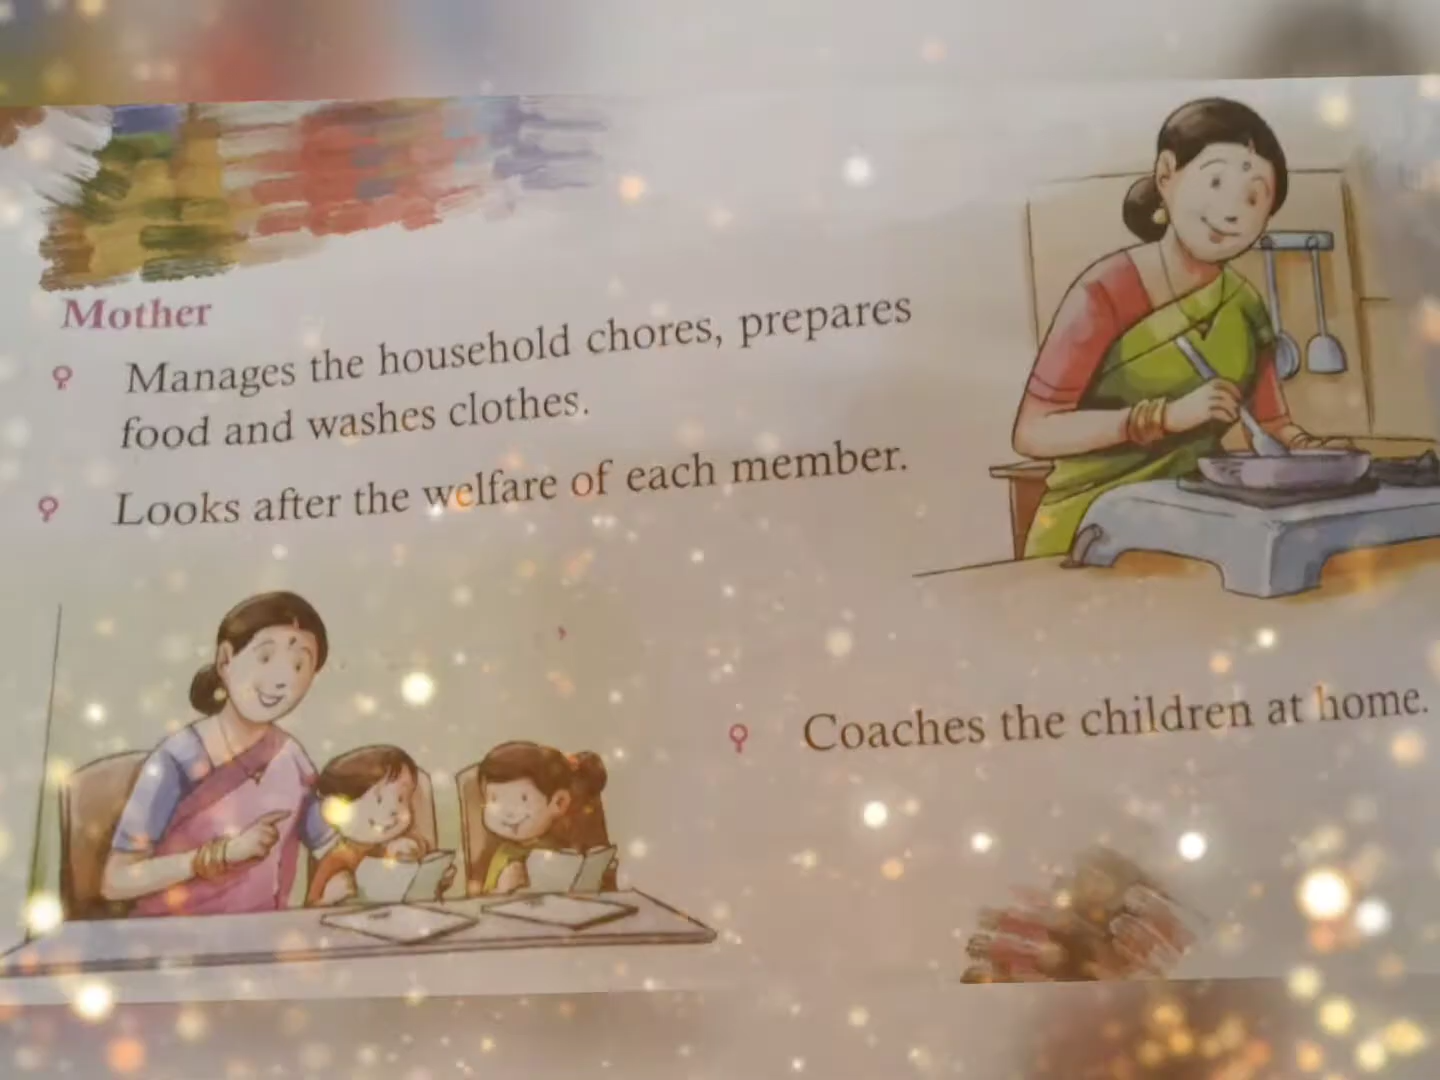 Mother
Manages the household chores, prepares
food and washes clothes.
Looks after the welfare of each member.
Coaches the children at home.